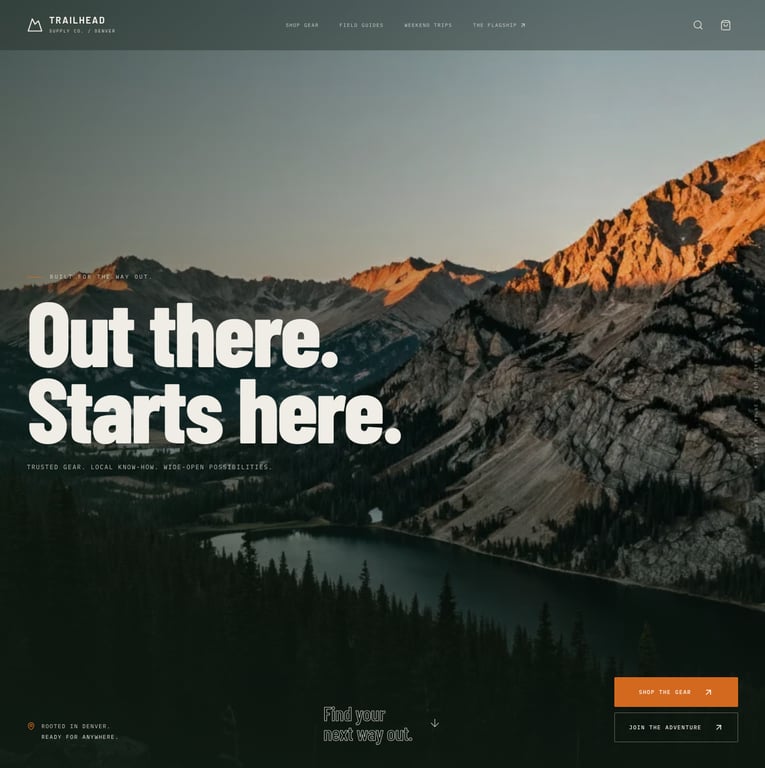 TRAILHEAD
SUPPLY CO. / DENVER
SHOP GEAR
FIELD GUIDES
WEEKEND TRIPS
THE FLAGSHIP
BUILT FOR THE WAY OUT.
Out there.
Starts here.
TRUSTED GEAR. LOCAL KNOW-HOW. WIDE-OPEN POSSIBILITIES.
SHOP THE GEAR
JOIN THE ADVENTURE
ROOTED IN DENVER.
READY FOR ANYWHERE.
Find your
next way out.